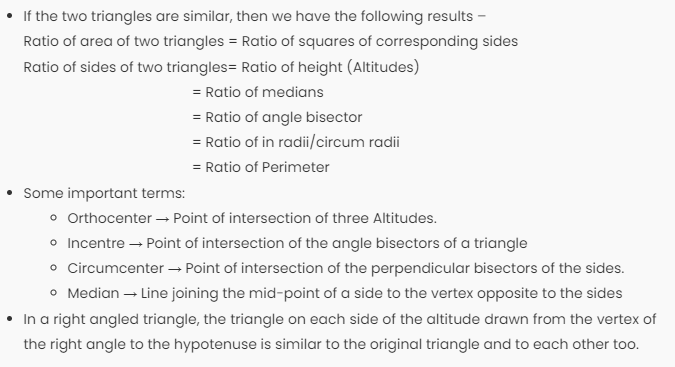 • If the two triangles are similar, then we have the following results –
Ratio of area of two triangles = Ratio of squares of corresponding sides
Ratio of sides of two triangles= Ratio of height (Altitudes)
= Ratio of medians
= Ratio of angle bisector
= Ratio of in radii/circum radii
= Ratio of Perimeter
• Some important terms:
◦ Orthocenter → Point of intersection of three Altitudes.
◦ Incentre → Point of intersection of the angle bisectors of a triangle
◦ Circumcenter → Point of intersection of the perpendicular bisectors of the sides.
◦ Median → Line joining the mid-point of a side to the vertex opposite to the sides
• In a right angled triangle, the triangle on each side of the altitude drawn from the vertex of
the right angle to the hypotenuse is similar to the original triangle and to each other too.